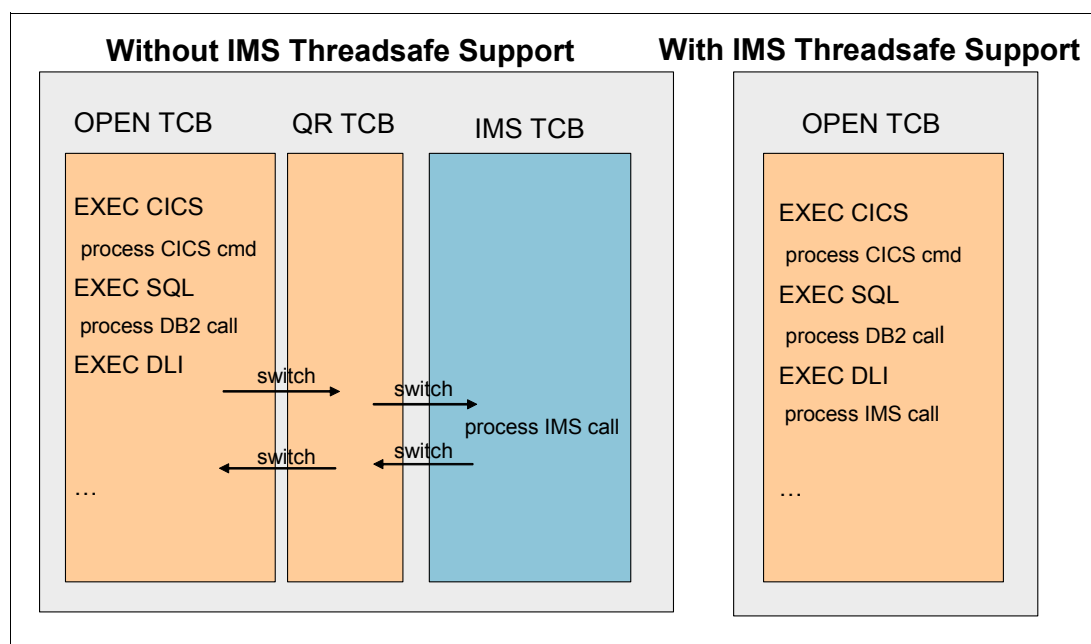 Without IMS Threadsafe Support
OPEN TCB
QR TCB
IMS TCB
EXEC CICS
process CICS cmd
EXEC SQL
process DB2 call
EXEC DLI
switch
switch
process IMS call
switch
switch
…
With IMS Threadsafe Support
OPEN TCB
EXEC CICS
process CICS cmd
EXEC SQL
process DB2 call
EXEC DLI
process IMS call
…